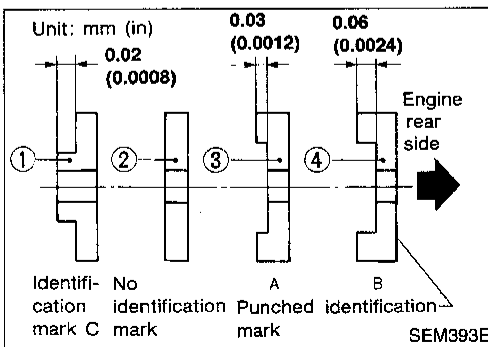 Unit: mm (in)
0.02
(0.0008)
0.03
(0.0012)
0.06
(0.0024)
Engine
rear
side
1
2
3
4
Identifi-
cation
mark C
No
identification
mark
A
Punched
mark
B
identification
SEM393E